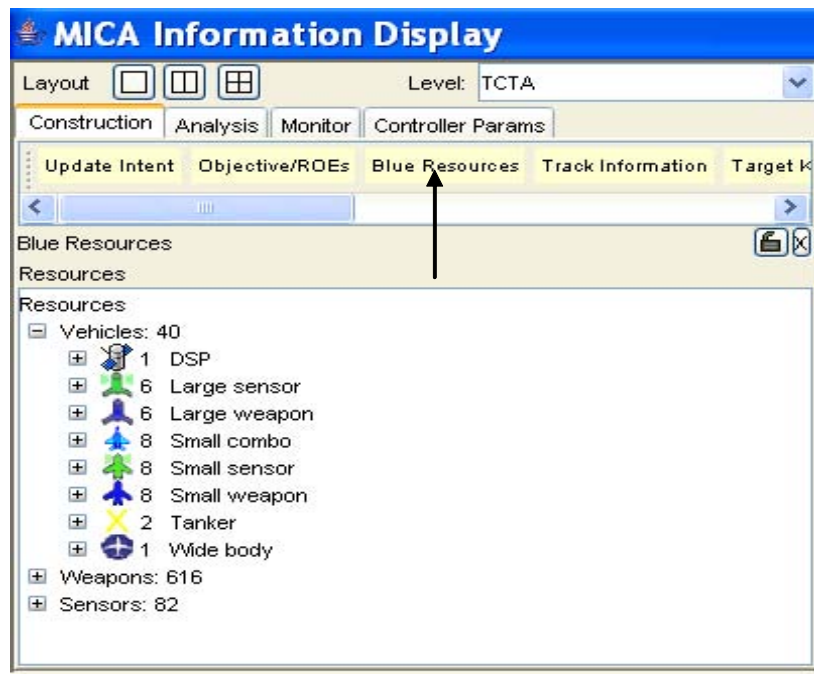 MICA Information Display
Layout Level: TCTA
Construction Analysis Monitor Controller Params
Update Intent Objective/ROEs Blue Resources Track Information Target K
Blue Resources
Resources
Resources
Vehicles: 40
1 DSP
6 Large sensor
6 Large weapon
8 Small combo
8 Small sensor
8 Small weapon
2 Tanker
1 Wide body
Weapons: 616
Sensors: 82